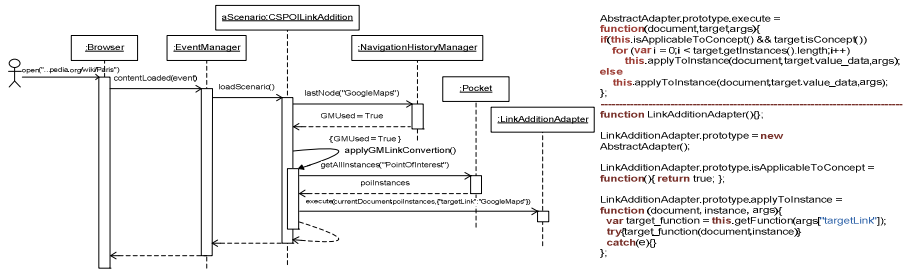 aScenario:CSPOILinkAddition
:Browser
:EventManager
:NavigationHistoryManager
:Pocket
:LinkAdditionAdapter
open("...pedia.org/wiki/Paris")
contentLoaded(event)
loadScenario()
lastNode("GoogleMaps")
GMUsed = True
{GMUsed = True}
applyGMLinkConvertion()
getAllInstances("PointOfInterest")
poiInstances
execute(currentDocument,poiInstances,{"targetLink":"GoogleMaps"})
AbstractAdapter.prototype.execute =
function(document,target,args){
if(this.isApplicableToConcept() && target.isConcept())
for (var i = 0;i < target.getInstances().length;i++)
this.applyToInstance(document,target.value_data,args);
else
this.applyToInstance(document,target.value_data,args);
};
function LinkAdditionAdapter(){};
LinkAdditionAdapter.prototype = new
AbstractAdapter();
LinkAdditionAdapter.prototype.isApplicableToConcept =
function(){ return true; };
LinkAdditionAdapter.prototype.applyToInstance =
function (document, instance, args){
var target_function = this.getFunction(args["targetLink"]);
try{target_function(document,instance)}
catch(e){}
};